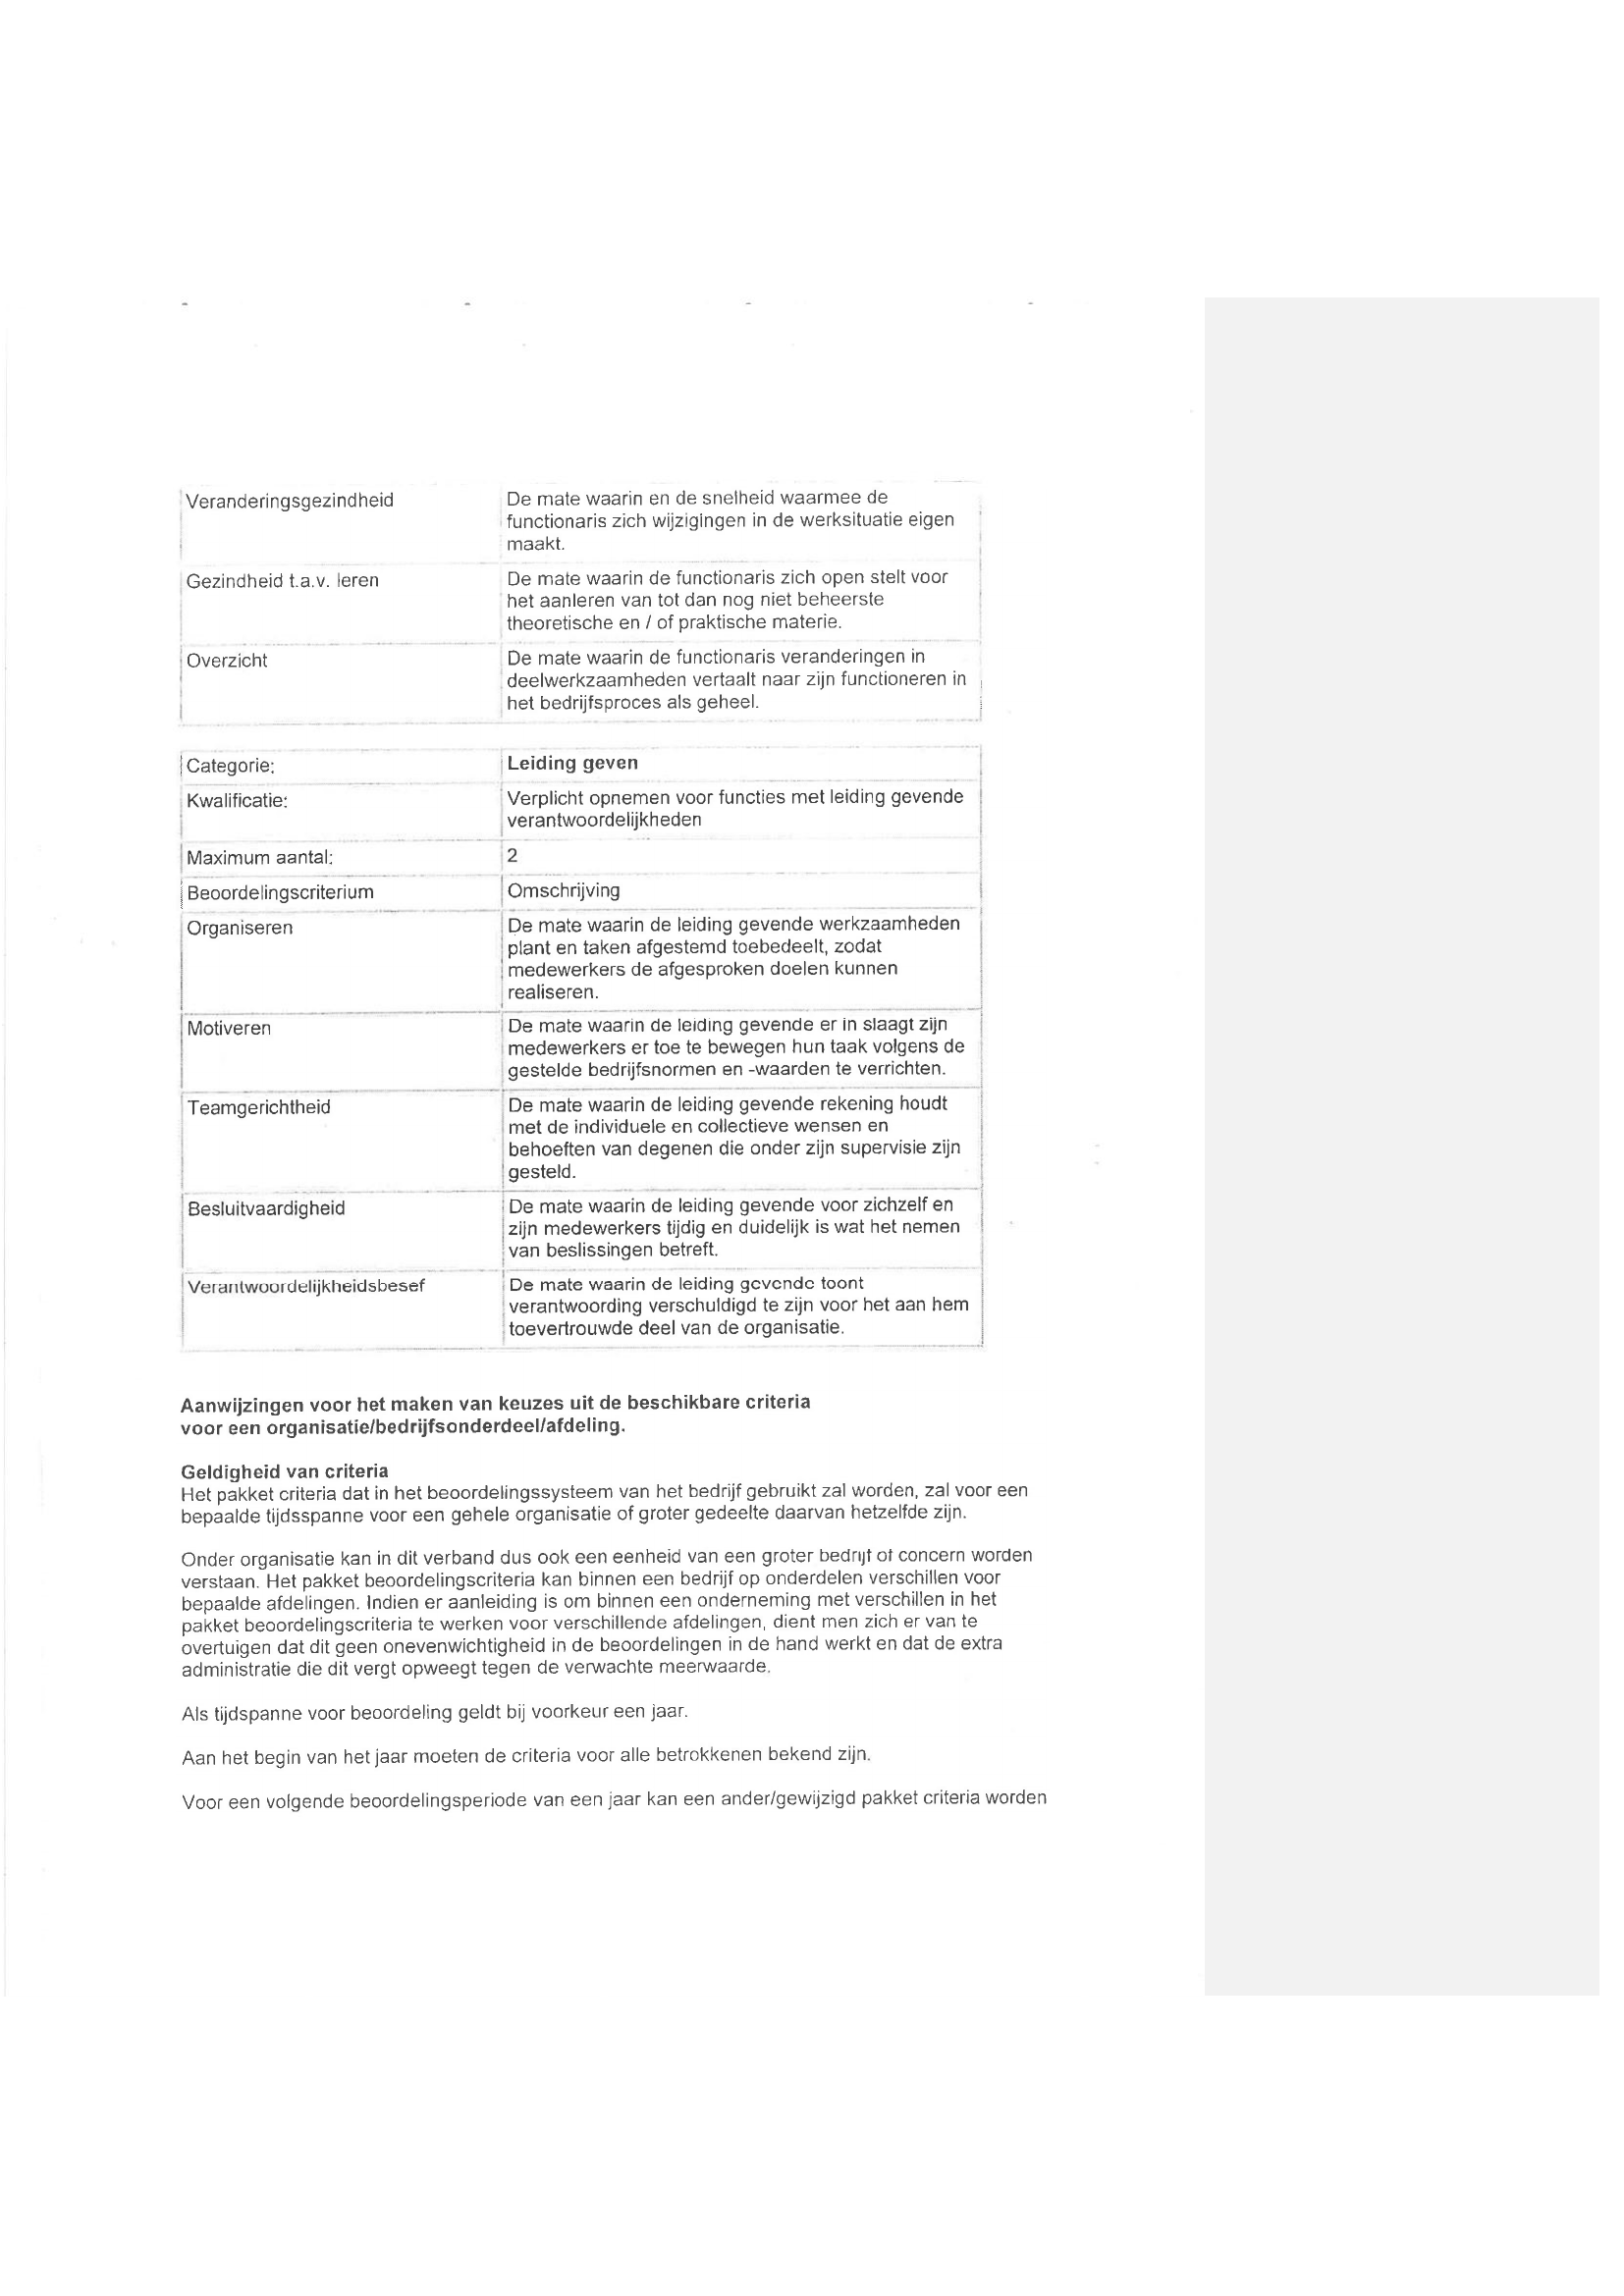 Veranderingsgezindheid
De mate waarin en de snelheid waarmee de
functionaris zich wijzigingen in de werksituatie eigen
maakt.
Gezindheid t.a.v. leren
De mate waarin de functionaris zich open stelt voor
het aanleren van tot dan nog niet beheerste
theoretische en / of praktische materie.
Overzicht
De mate waarin de functionaris veranderingen in
deelwerkzaamheden vertaalt naar zijn functioneren in
het bedrijfsproces als geheel.
Categorie:
Leiding geven
Kwalificatie:
Verplicht opnemen voor functies met leiding gevende
verantwoordelijkheden
Maximum aantal:
2
Beoordelingscriterium
Omschrijving
Organiseren
De mate waarin de leiding gevende werkzaamheden
plant en taken afgestemd toebedeelt, zodat
medewerkers de afgesproken doelen kunnen
realiseren.
Motiveren
De mate waarin de leiding gevende er in slaagt zijn
medewerkers er toe te bewegen hun taak volgens de
gestelde bedrijfsnormen en -waarden te verrichten.
Teamgerichtheid
De mate waarin de leiding gevende rekening houdt
met de individuele en collectieve wensen en
behoeften van degenen die onder zijn supervisie zijn
gesteld.
Besluitvaardigheid
De mate waarin de leiding gevende voor zichzelf en
zijn medewerkers tijdig en duidelijk is wat het nemen
van beslissingen betreft.
Verantwoordelijkheidsbesef
De mate waarin de leiding gevende toont
verantwoording verschuldigd te zijn voor het aan hem
toevertrouwde deel van de organisatie.
Aanwijzingen voor het maken van keuzes uit de beschikbare criteria
voor een organisatie/bedrijfsonderdeel/afdeling.
Geldigheid van criteria
Het pakket criteria dat in het beoordelingssysteem van het bedrijf gebruikt zal worden, zal voor een
bepaalde tijdsspanne voor een gehele organisatie of groter gedeelte daarvan hetzelfde zijn.
Onder organisatie kan in dit verband dus ook een eenheid van een groter bedrijf of concern worden
verstaan. Het pakket beoordelingscriteria kan binnen een bedrijf op onderdelen verschillen voor
bepaalde afdelingen. Indien er aanleiding is om binnen een onderneming met verschillen in het
pakket beoordelingscriteria te werken voor verschillende afdelingen, dient men zich er van te
overtuigen dat dit geen onevenwichtigheid in de beoordelingen in de hand werkt en dat de extra
administratie die dit vergt opweegt tegen de verwachte meerwaarde.
Als tijdspanne voor beoordeling geldt bij voorkeur een jaar.
Aan het begin van het jaar moeten de criteria voor alle betrokkenen bekend zijn.
Voor een volgende beoordelingsperiode van een jaar kan een ander/gewijzigd pakket criteria worden